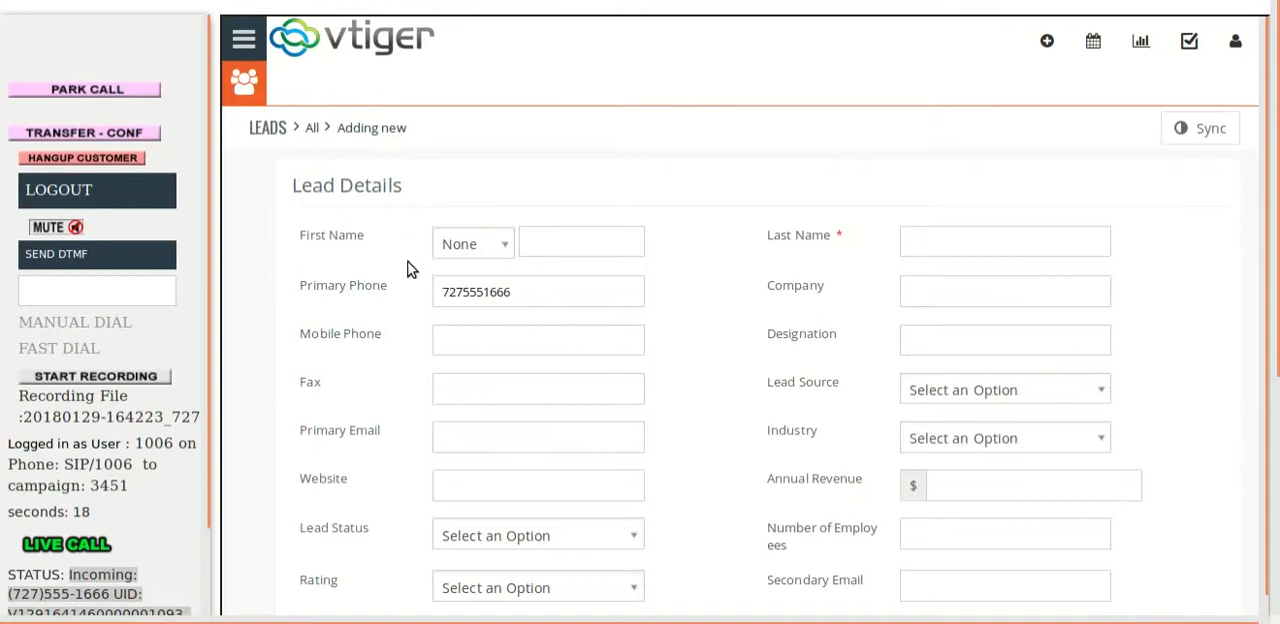 PARK CALL
TRANSFER - CONF
HANGUP CUSTOMER
LOGOUT
MUTE
SEND DTMF
MANUAL DIAL
FAST DIAL
START RECORDING
Recording File
:20180129-164223_727
Logged in as User : 1006 on
Phone: SIP/1006 to
campaign: 3451
seconds: 18
LIVE CALL
STATUS: Incoming:
(727)555-1666 UID:
V1291641460000001093
vtiger
LEADS > All > Adding new
Sync
Lead Details
First Name None
Last Name *
Primary Phone 7275551666
Company
Mobile Phone
Designation
Fax
Lead Source Select an Option
Primary Email
Industry Select an Option
Website
Annual Revenue $
Lead Status Select an Option
Number of Employ
ees
Rating Select an Option
Secondary Email